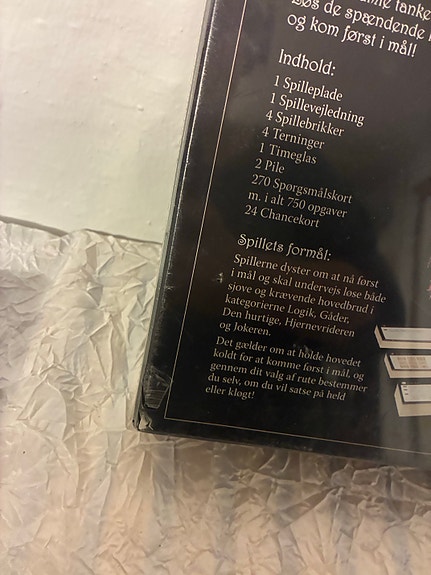 tanke
Løs de spændende
og kom først i mål!
Indhold:
1 Spilleplade
1 Spillevejledning
4 Spillebrikker
4 Terninger
1 Timeglas
2 Pile
270 Spørgsmålskort
m. i alt 750 opgaver
24 Chancekort
Spillets formål:
Spillerne dyster om at nå først
i mål og skal undervejs løse både
sjove og krævende hovedbrud i
kategorierne Logik, Gåder,
Den hurtige, Hjernevrideren
og Jokeren.
Det gælder om at holde hovedet
koldt for at komme først i mål, og
gennem dit valg af rute bestemmer
du selv, om du vil satse på held
eller klogt!